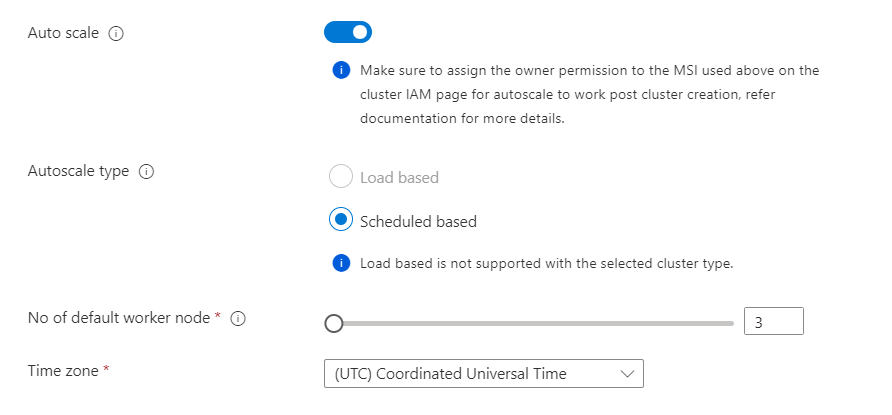 Auto scale
Make sure to assign the owner permission to the MSI used above on the
cluster IAM page for autoscale to work post cluster creation, refer
documentation for more details.
Autoscale type
Load based
Scheduled based
Load based is not supported with the selected cluster type.
No of default worker node *
3
Time zone *
(UTC) Coordinated Universal Time